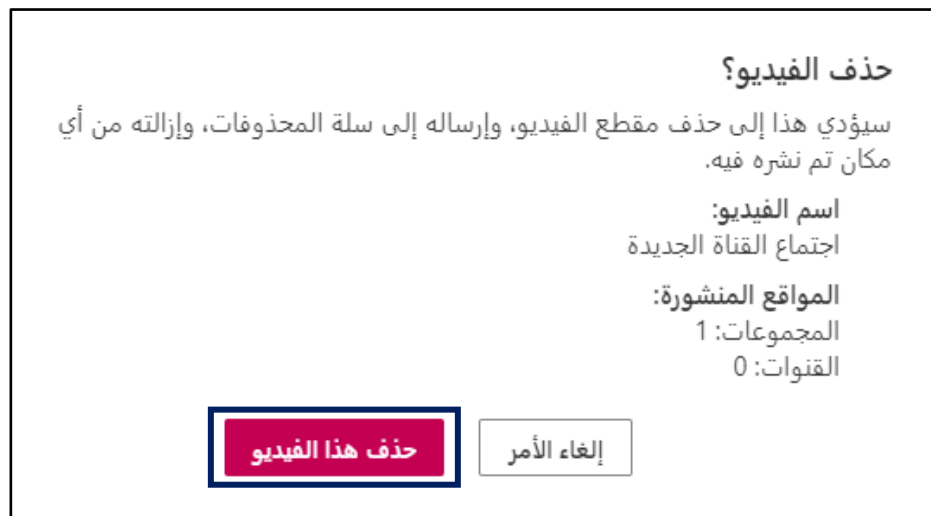 حذف الفيديو؟
سيؤدي هذا إلى حذف مقطع الفيديو، وإرساله إلى سلة المحذوفات، وإزالته من أي
مكان تم نشره فيه.
اسم الفيديو:
اجتماع القناة الجديدة
المواقع المنشورة:
المجموعات: 1
القنوات: 0
إلغاء الأمر
حذف هذا الفيديو